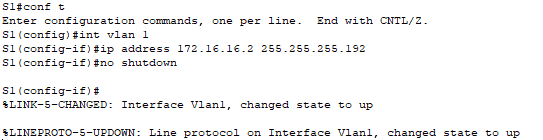 S1#conf t
Enter configuration commands, one per line.  End with CNTL/Z.
S1(config)#int vlan 1
S1(config-if)#ip address 172.16.16.2 255.255.255.192
S1(config-if)#no shutdown
S1(config-if)#
%LINK-5-CHANGED: Interface Vlan1, changed state to up
%LINEPROTO-5-UPDOWN: Line protocol on Interface Vlan1, changed state to up